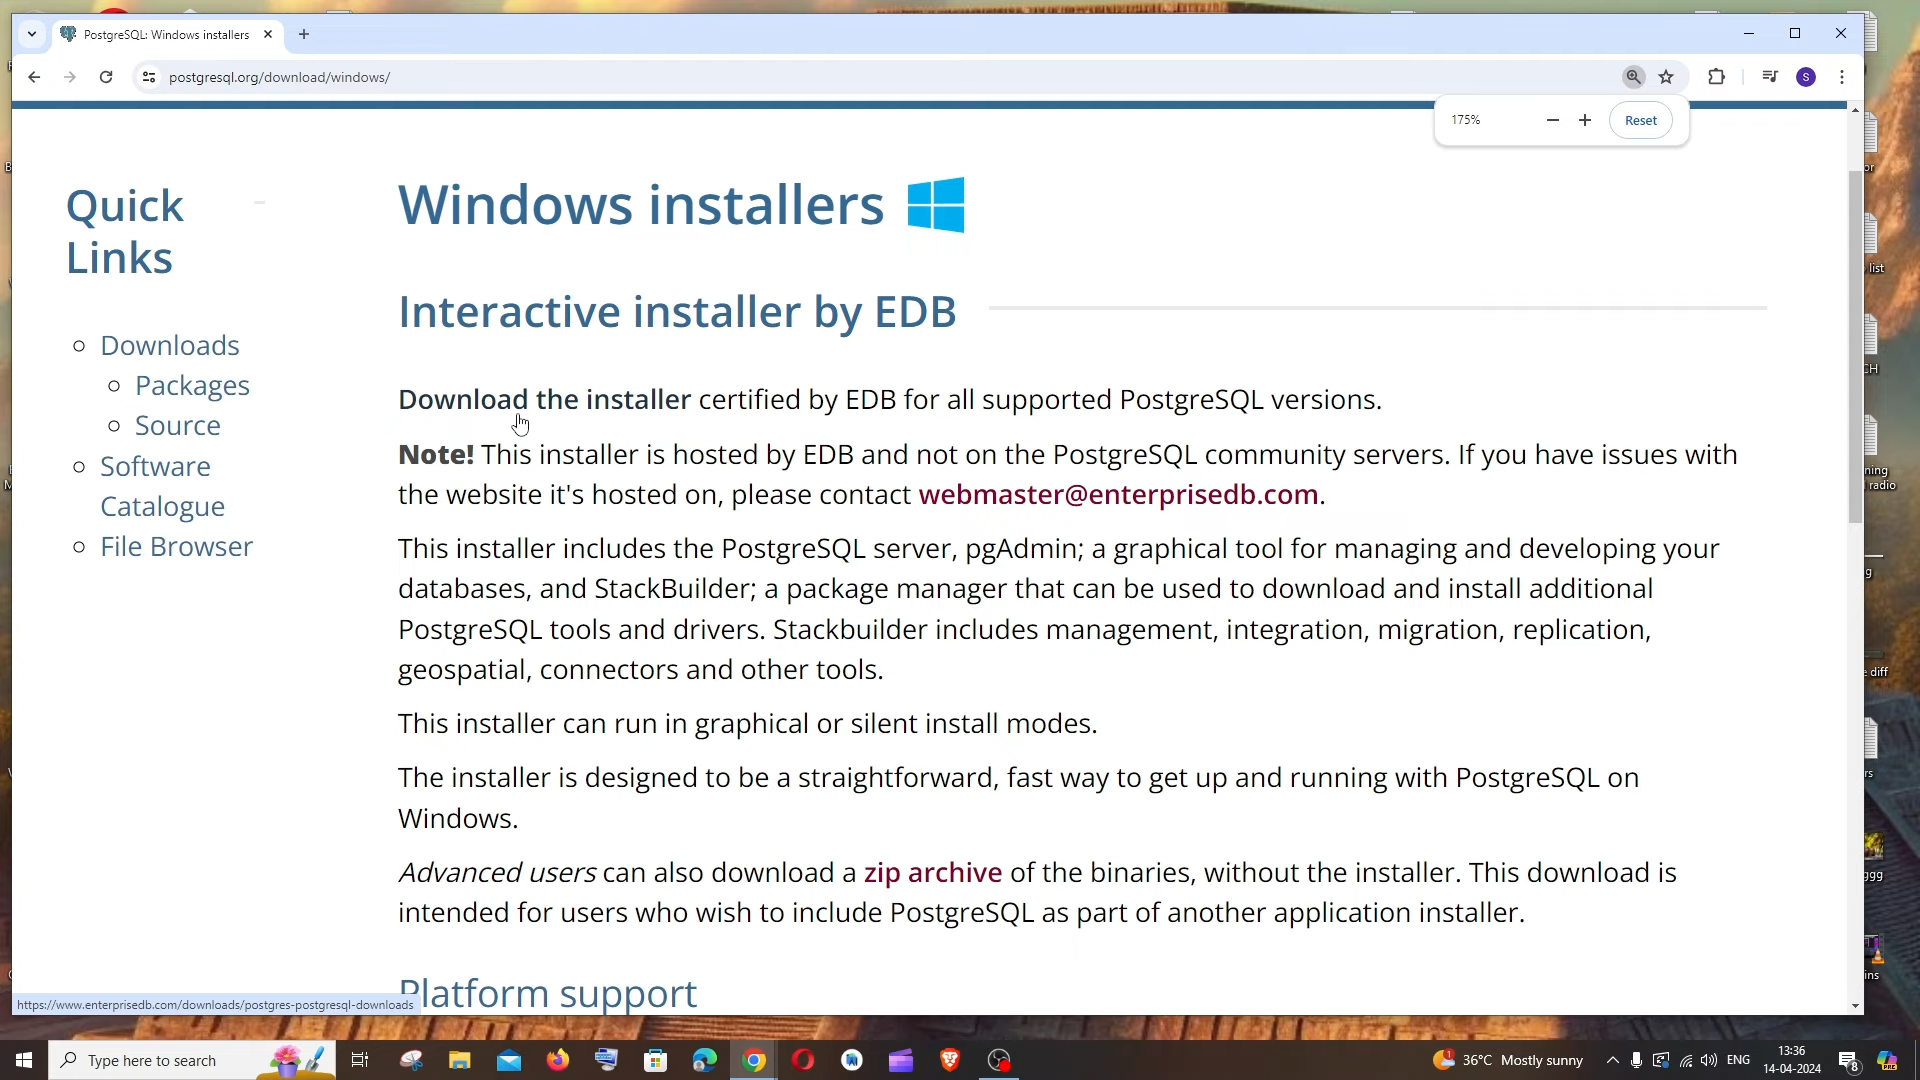 PostgreSQL: Windows installers
postgresql.org/download/windows/
S
175%
Reset
Quick
Links
Downloads
Packages
Source
Software
Catalogue
File Browser
Windows installers
Interactive installer by EDB
Download the installer certified by EDB for all supported PostgreSQL versions.
Note! This installer is hosted by EDB and not on the PostgreSQL community servers. If you have issues with
the website it's hosted on, please contact webmaster@enterprisedb.com.
This installer includes the PostgreSQL server, pgAdmin; a graphical tool for managing and developing your
databases, and StackBuilder; a package manager that can be used to download and install additional
PostgreSQL tools and drivers. Stackbuilder includes management, integration, migration, replication,
geospatial, connectors and other tools.
This installer can run in graphical or silent install modes.
The installer is designed to be a straightforward, fast way to get up and running with PostgreSQL on
Windows.
Advanced users can also download a zip archive of the binaries, without the installer. This download is
intended for users who wish to include PostgreSQL as part of another application installer.
Platform support
https://www.enterprisedb.com/downloads/postgres-postgresql-downloads
list
radio
diff
ggg
Type here to search
36°C Mostly sunny
ENG
13:36
14-04-2024
8